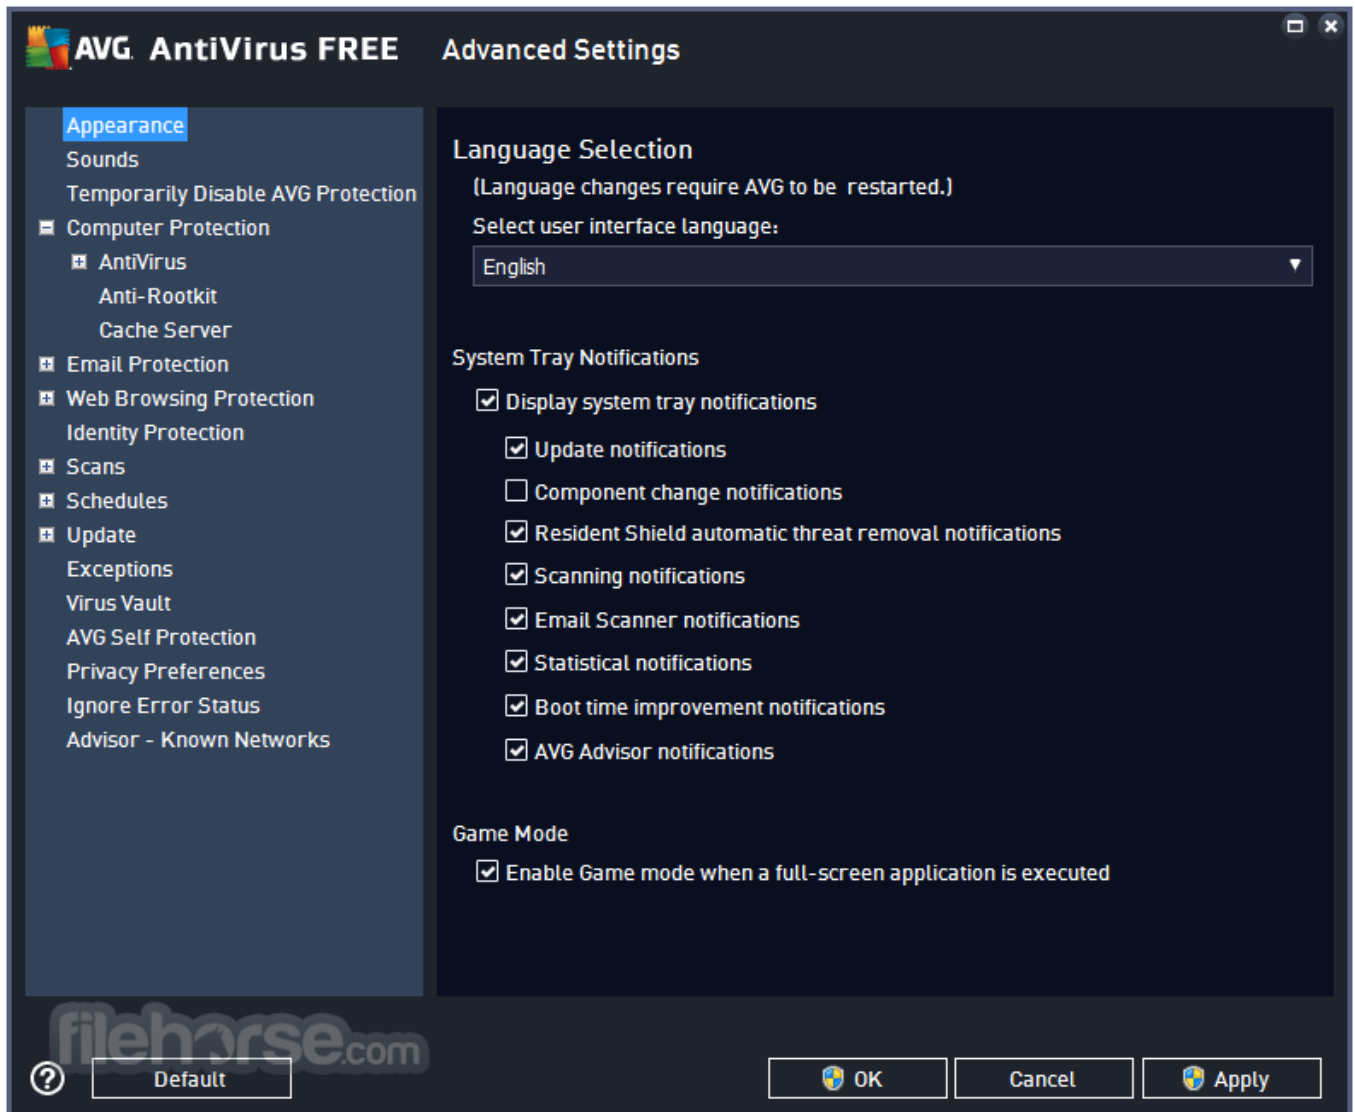 AVG. AntiVirus FREE Advanced Settings
Appearance
Sounds
Temporarily Disable AVG Protection
Computer Protection
AntiVirus
Anti-Rootkit
Cache Server
Email Protection
Web Browsing Protection
Identity Protection
Scans
Schedules
Update
Exceptions
Virus Vault
AVG Self Protection
Privacy Preferences
Ignore Error Status
Advisor - Known Networks
Language Selection
(Language changes require AVG to be restarted.)
Select user interface language:
English
System Tray Notifications
Display system tray notifications
Update notifications
Component change notifications
Resident Shield automatic threat removal notifications
Scanning notifications
Email Scanner notifications
Statistical notifications
Boot time improvement notifications
AVG Advisor notifications
Game Mode
Enable Game mode when a full-screen application is executed
filehorse.com
? Default OK Cancel Apply